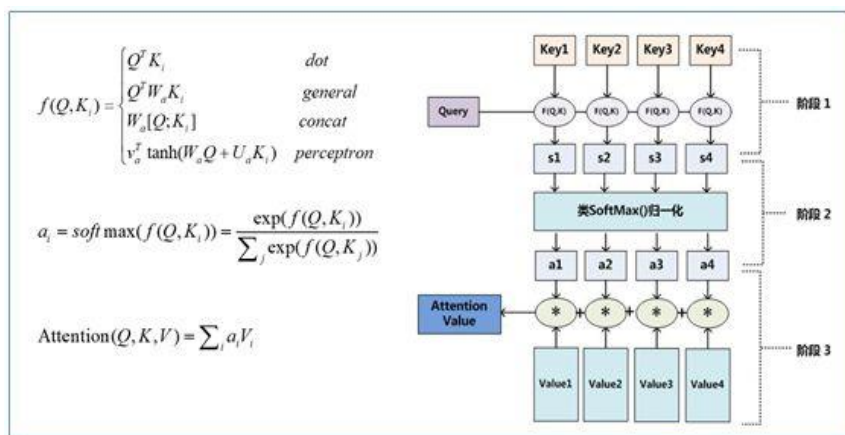 f(Q,K_i) = { Q^T K_i dot
Q^T W_a K_i general
W_a[Q;K_i] concat
v_a^T tanh(W_a Q + U_a K_i) perceptron
a_i = soft max(f(Q,K_i)) = exp(f(Q,K_i)) / ∑_j exp(f(Q,K_j))
Attention(Q,K,V) = ∑_i a_i V_i
Key1 Key2 Key3 Key4
阶段 1
Query F(Q,K) F(Q,K) F(Q,K) F(Q,K)
s1 s2 s3 s4
类SoftMax()归一化
阶段 2
a1 a2 a3 a4
Attention
Value
* + * + * + *
阶段 3
Value1 Value2 Value3 Value4